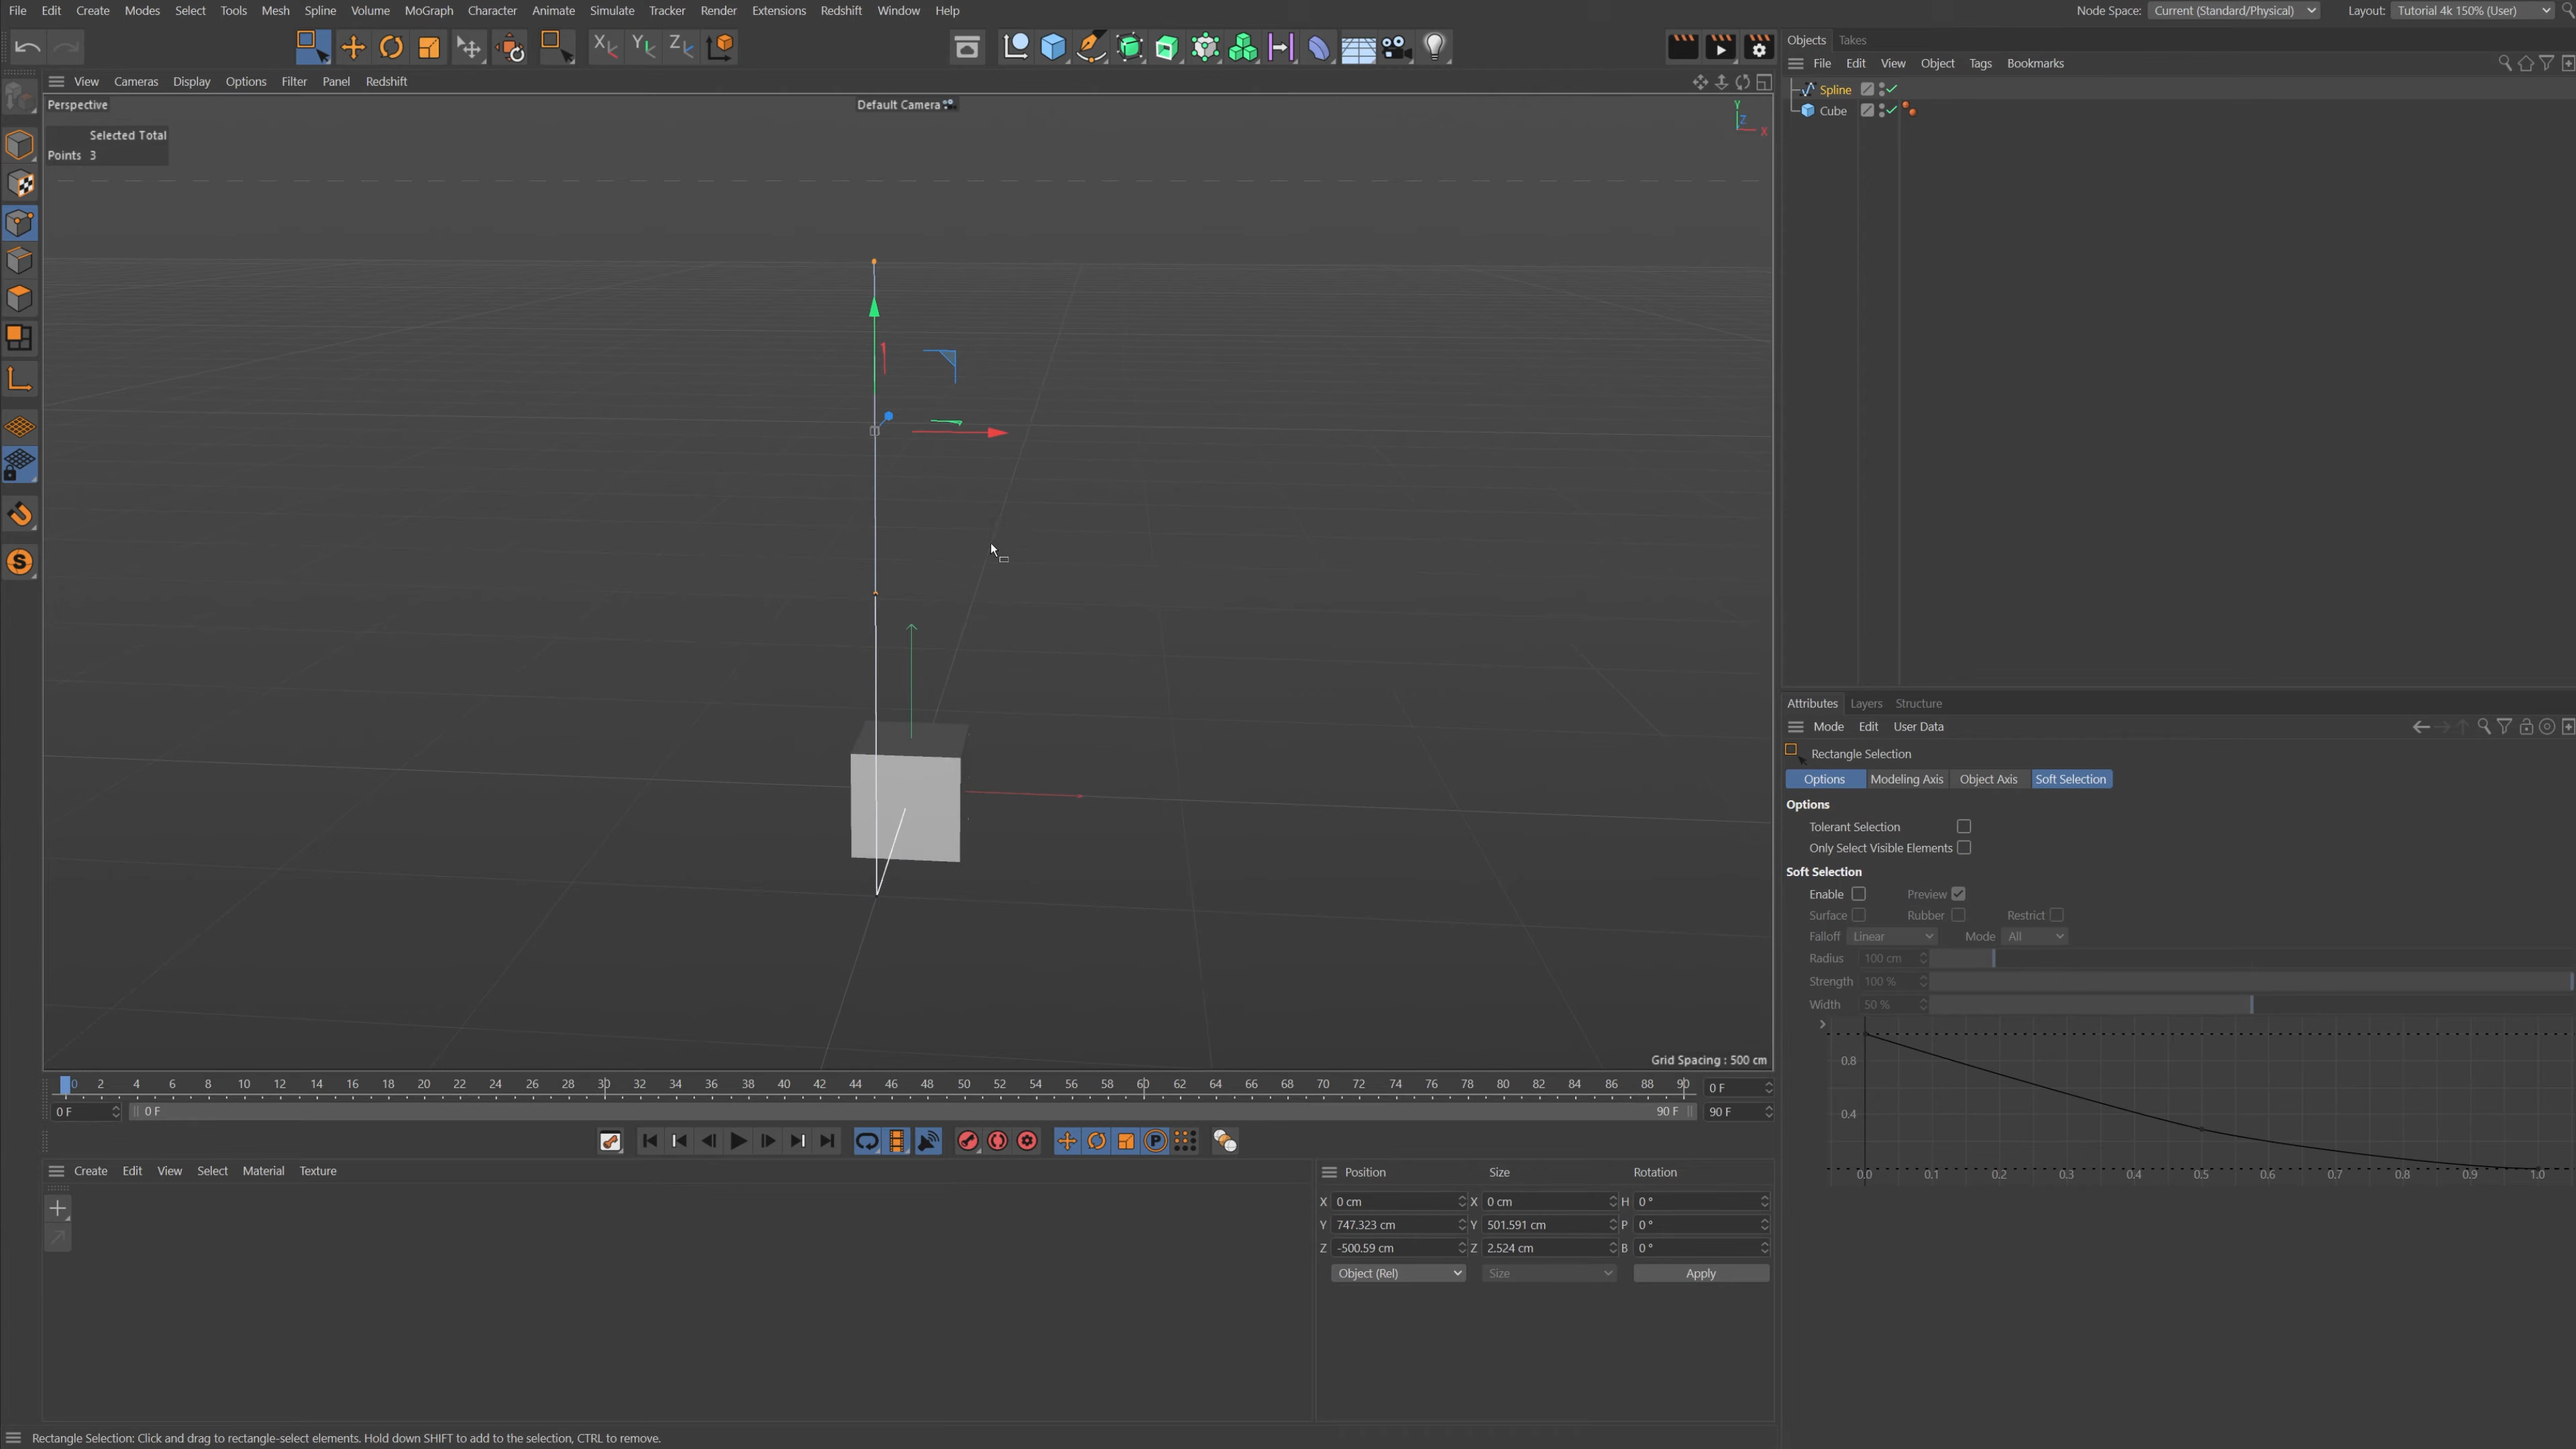 File Edit Create Modes Select Tools Mesh Spline Volume MoGraph Character Animate Simulate Tracker Render Extensions Redshift Window Help Node Space: Current (Standard/Physical) Layout: Tutorial 4k 150% (User)
Objects Takes
File Edit View Object Tags Bookmarks
View Cameras Display Options Filter Panel Redshift
Spline
Cube
Perspective
Default Camera
Y
Z
X
Selected Total
Points 3
Grid Spacing : 500 cm
Attributes Layers Structure
Mode Edit User Data
Rectangle Selection
Options Modeling Axis Object Axis Soft Selection
Options
Tolerant Selection
Only Select Visible Elements
Soft Selection
Enable Preview
Surface Rubber Restrict
Falloff Linear Mode All
Radius 100 cm
Strength 100 %
Width 50 %
0.8
0.4
0.0 0.1 0.2 0.3 0.4 0.5 0.6 0.7 0.8 0.9 1.0
0 2 4 6 8 10 12 14 16 18 20 22 24 26 28 30 32 34 36 38 40 42 44 46 48 50 52 54 56 58 60 62 64 66 68 70 72 74 76 78 80 82 84 86 88 90 0 F
0 F 0 F 90 F 90 F
Create Edit View Select Material Texture
Position Size Rotation
X 0 cm X 0 cm H 0 °
Y 747.323 cm Y 501.591 cm P 0 °
Z -500.59 cm Z 2.524 cm B 0 °
Object (Rel) Size Apply
Rectangle Selection: Click and drag to rectangle-select elements. Hold down SHIFT to add to the selection, CTRL to remove.